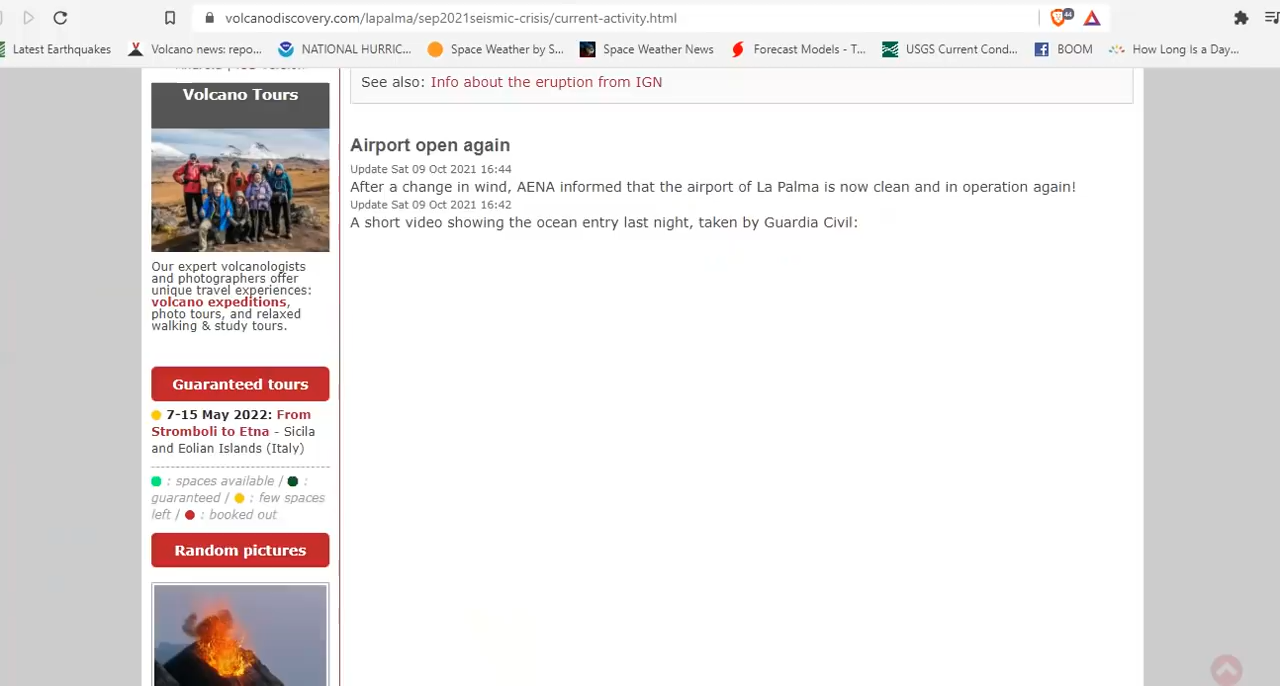 volcanodiscovery.com/lapalma/sep2021seismic-crisis/current-activity.html
44
Latest Earthquakes
Volcano news: repo...
NATIONAL HURRIC...
Space Weather by S...
Space Weather News
Forecast Models - T...
USGS Current Cond...
BOOM
How Long Is a Day...
Volcano Tours
Our expert volcanologists
and photographers offer
unique travel experiences:
volcano expeditions,
photo tours, and relaxed
walking & study tours.
Guaranteed tours
7-15 May 2022: From
Stromboli to Etna - Sicila
and Eolian Islands (Italy)
: spaces available / :
guaranteed / : few spaces
left / : booked out
Random pictures
See also: Info about the eruption from IGN
Airport open again
Update Sat 09 Oct 2021 16:44
After a change in wind, AENA informed that the airport of La Palma is now clean and in operation again!
Update Sat 09 Oct 2021 16:42
A short video showing the ocean entry last night, taken by Guardia Civil: